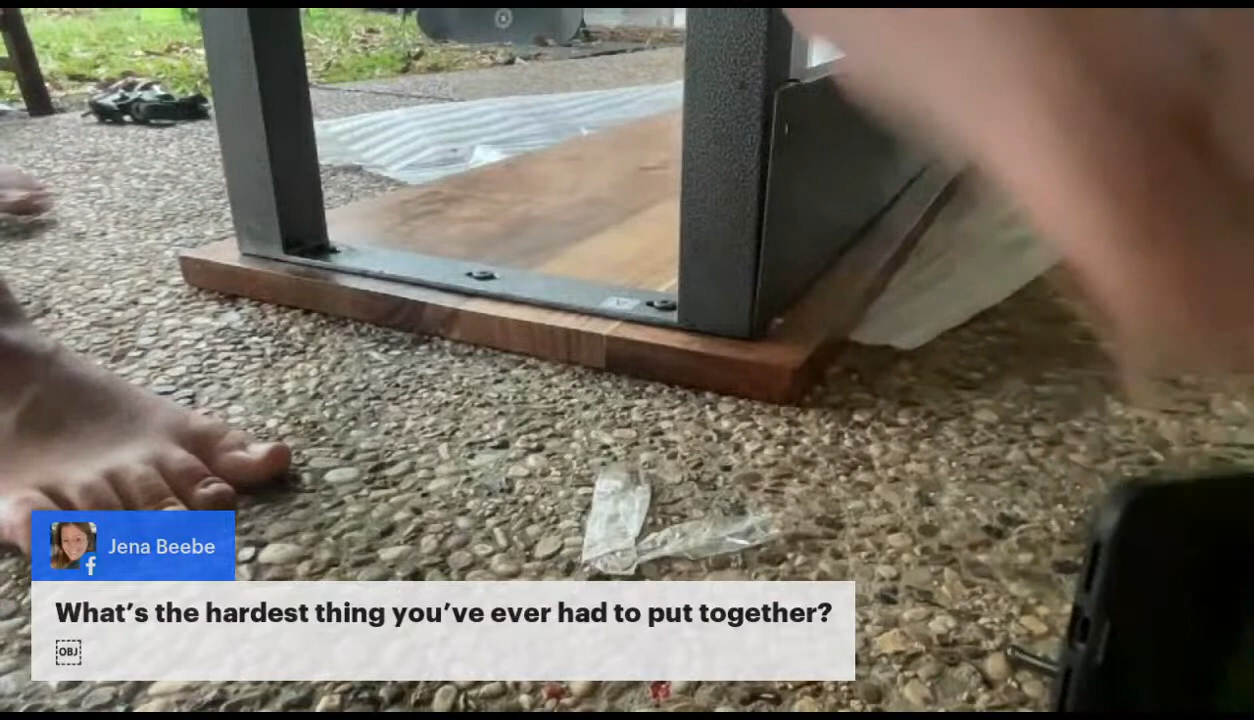 Jena Beebe
What’s the hardest thing you’ve ever had to put together?
OBJ